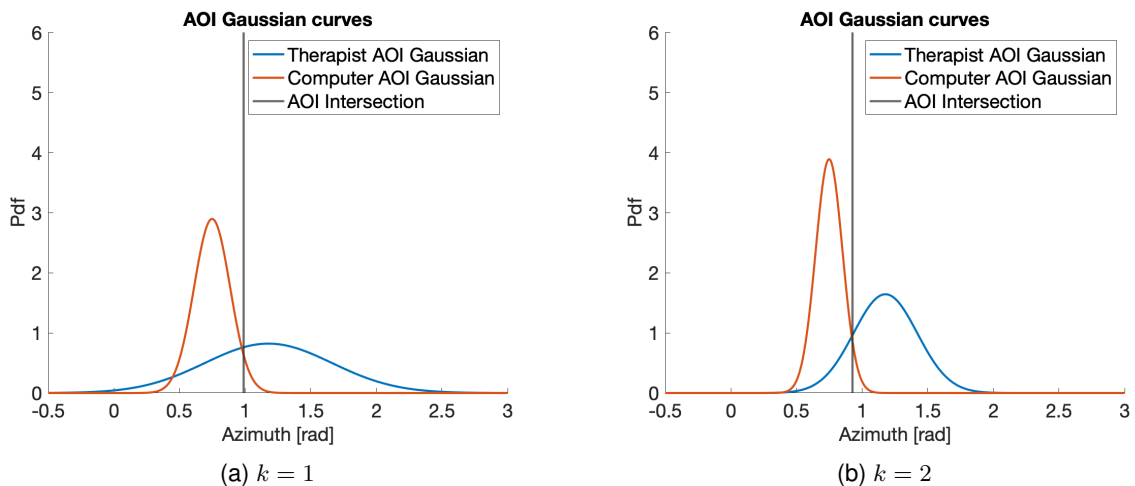 AOI Gaussian curves
6
5
4
3
2
1
0
Pdf
Therapist AOI Gaussian
Computer AOI Gaussian
AOI Intersection
-0.5 0 0.5 1 1.5 2 2.5 3
Azimuth [rad]
(a) k = 1
AOI Gaussian curves
6
5
4
3
2
1
0
Pdf
Therapist AOI Gaussian
Computer AOI Gaussian
AOI Intersection
-0.5 0 0.5 1 1.5 2 2.5 3
Azimuth [rad]
(b) k = 2